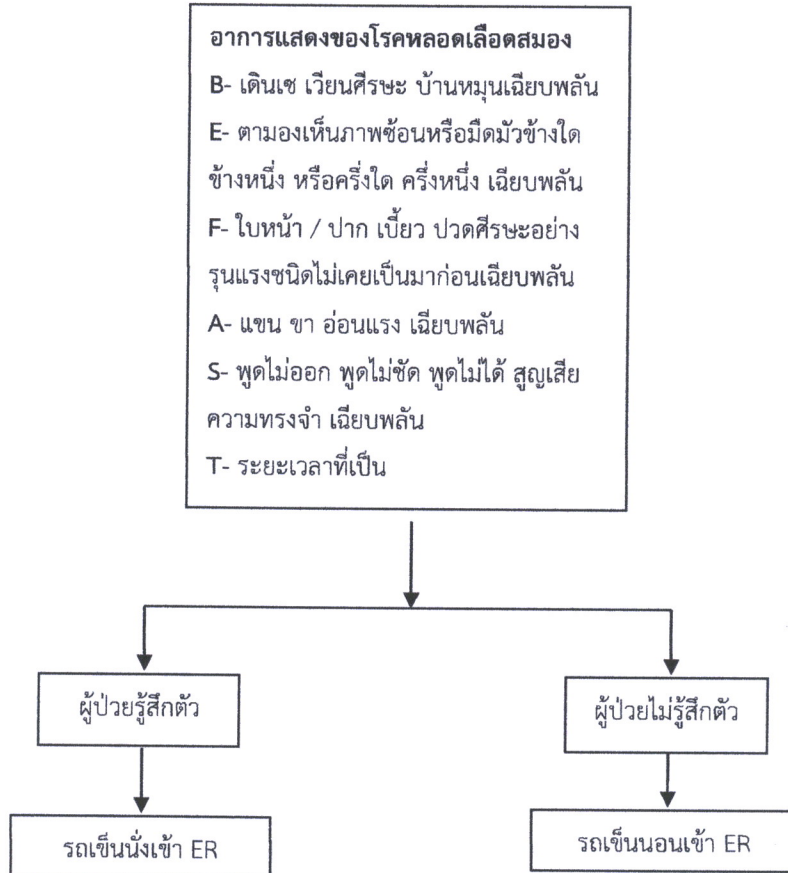 อาการแสดงของโรคหลอดเลือดสมอง
B- เดินเซ เวียนศีรษะ บ้านหมุนเฉียบพลัน
E- ตามองเห็นภาพซ้อนหรือมืดมัวข้างใด
ข้างหนึ่ง หรือครึ่งใด ครึ่งหนึ่ง เฉียบพลัน
F- ใบหน้า / ปาก เบี้ยว ปวดศีรษะอย่าง
รุนแรงชนิดไม่เคยเป็นมาก่อนเฉียบพลัน
A- แขน ขา อ่อนแรง เฉียบพลัน
S- พูดไม่ออก พูดไม่ชัด พูดไม่ได้ สูญเสีย
ความทรงจำ เฉียบพลัน
T- ระยะเวลาที่เป็น
ผู้ป่วยรู้สึกตัว
ผู้ป่วยไม่รู้สึกตัว
รถเข็นนั่งเข้า ER
รถเข็นนอนเข้า ER